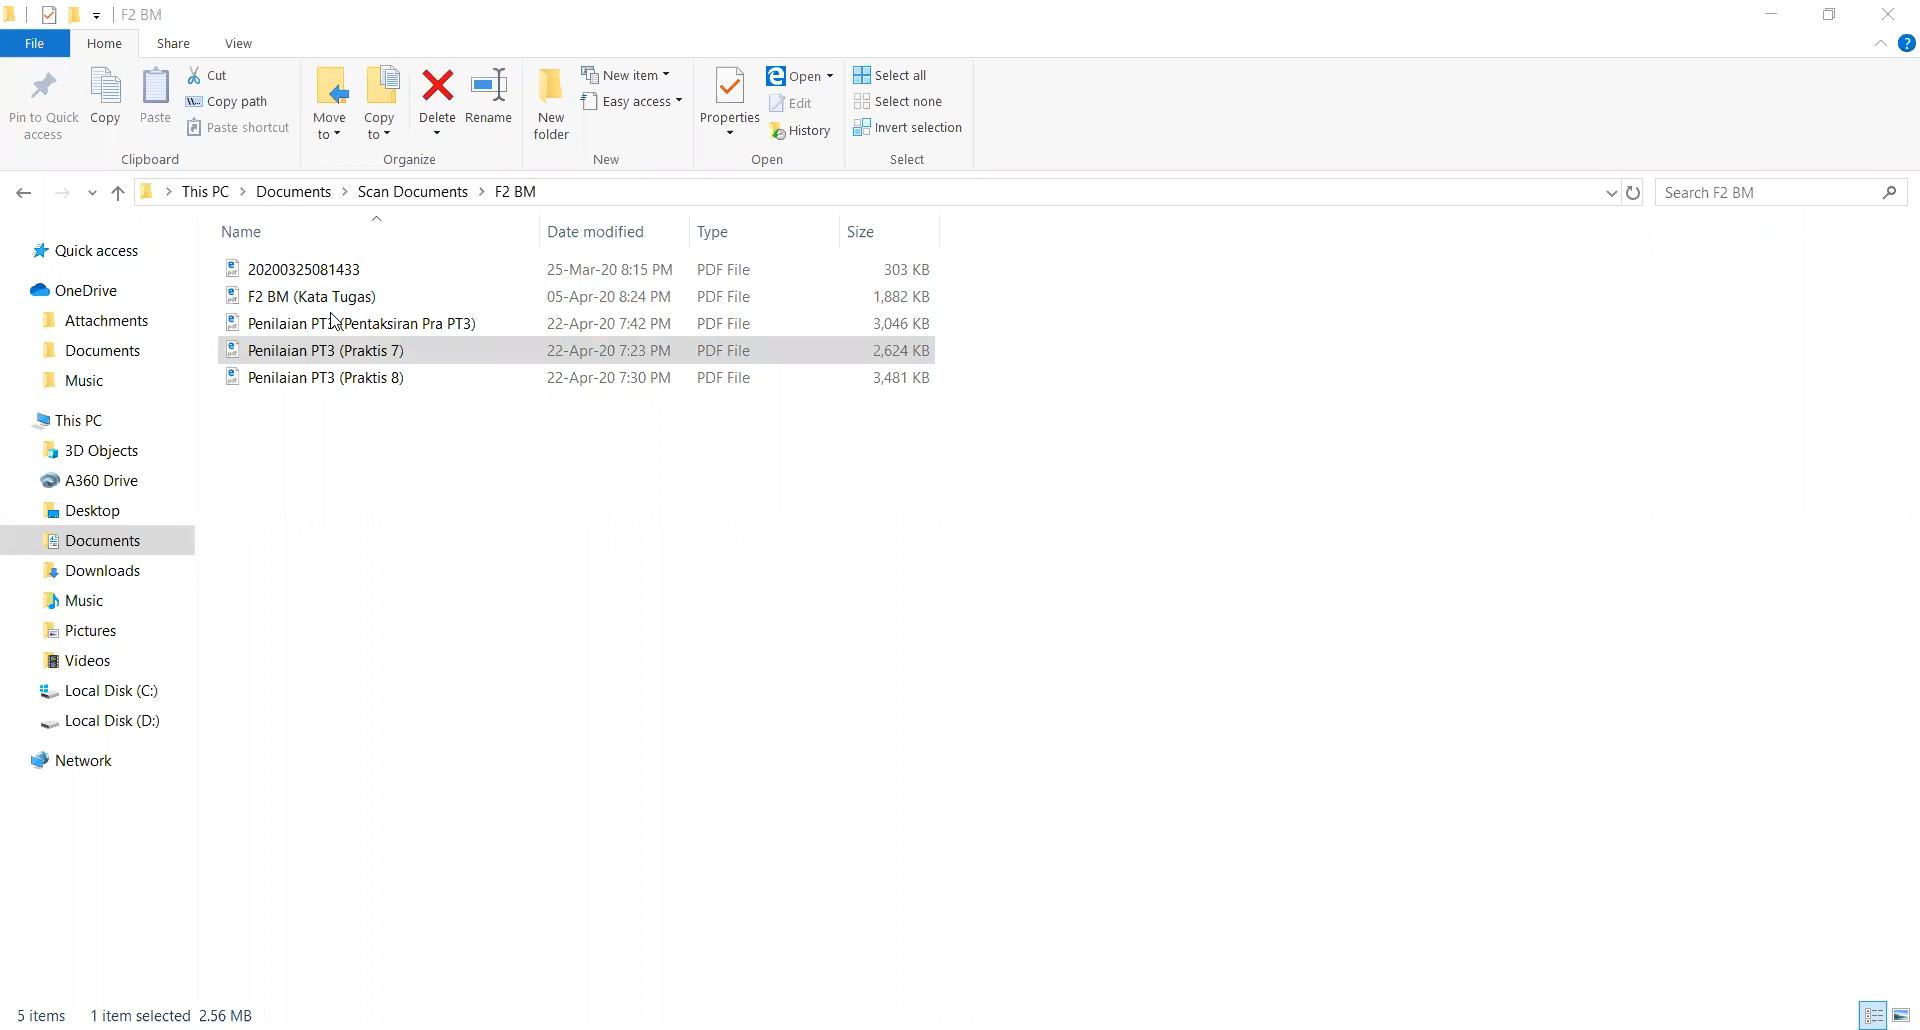 F2 BM
File Home Share View
Pin to Quick access
Copy
Paste
Cut
Copy path
Paste shortcut
Clipboard
Move to
Copy to
Delete
Rename
Organize
New folder
New item
Easy access
New
Properties
Open
Edit
History
Open
Select all
Select none
Invert selection
Select
This PC > Documents > Scan Documents > F2 BM
Search F2 BM
Name Date modified Type Size
20200325081433 25-Mar-20 8:15 PM PDF File 303 KB
F2 BM (Kata Tugas) 05-Apr-20 8:24 PM PDF File 1,882 KB
Penilaian PT3 (Pentaksiran Pra PT3) 22-Apr-20 7:42 PM PDF File 3,046 KB
Penilaian PT3 (Praktis 7) 22-Apr-20 7:23 PM PDF File 2,624 KB
Penilaian PT3 (Praktis 8) 22-Apr-20 7:30 PM PDF File 3,481 KB
Quick access
OneDrive
Attachments
Documents
Music
This PC
3D Objects
A360 Drive
Desktop
Documents
Downloads
Music
Pictures
Videos
Local Disk (C:)
Local Disk (D:)
Network
5 items 1 item selected 2.56 MB